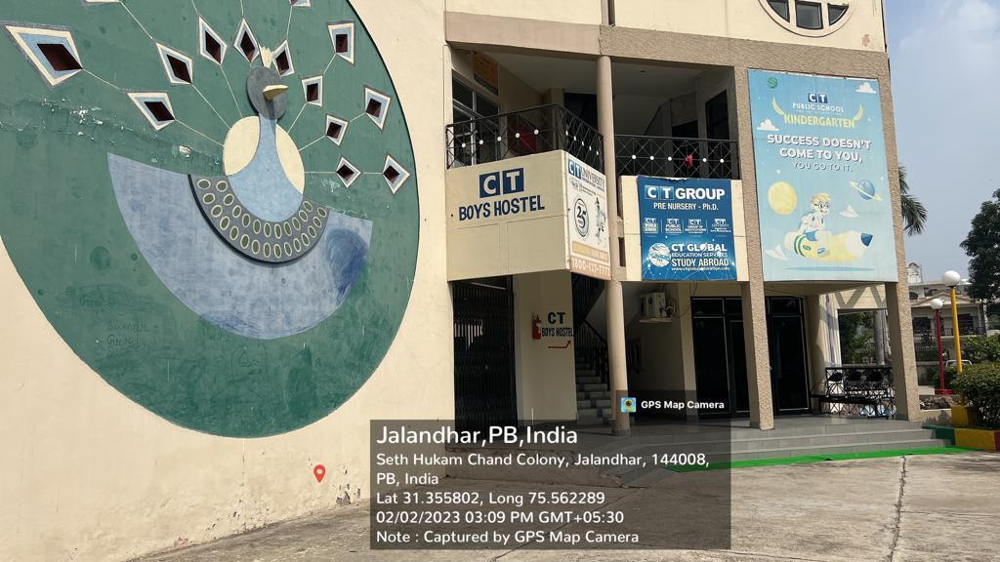 CT
BOYS HOSTEL
CT UNIVERSITY
25
1800-137-
CT GROUP
PRE NURSERY - Ph.D.
CT GLOBAL
EDUCATION SERVICES
STUDY ABROAD
CT
PUBLIC SCHOOL
KINDERGARTEN
SUCCESS DOESN'T
COME TO YOU,
YOU GO TO IT.
CT
BOYS HOSTEL
GPS Map Camera
Jalandhar,PB,India
Seth Hukam Chand Colony, Jalandhar, 144008,
PB, India
Lat 31.355802, Long 75.562289
02/02/2023 03:09 PM GMT+05:30
Note : Captured by GPS Map Camera